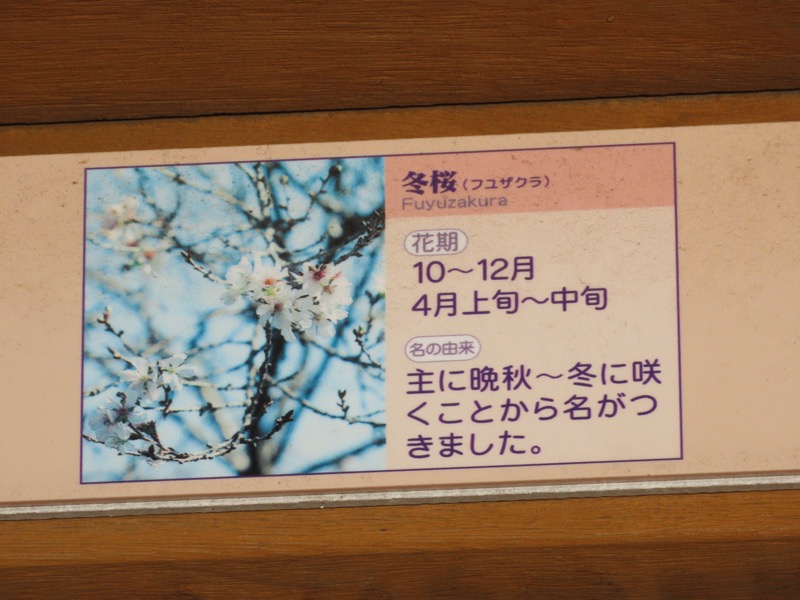 冬桜(フユザクラ)
Fuyuzakura
花期
10〜12月
4月上旬〜中旬
名の由来
主に晩秋〜冬に咲
くことから名がつ
きました。